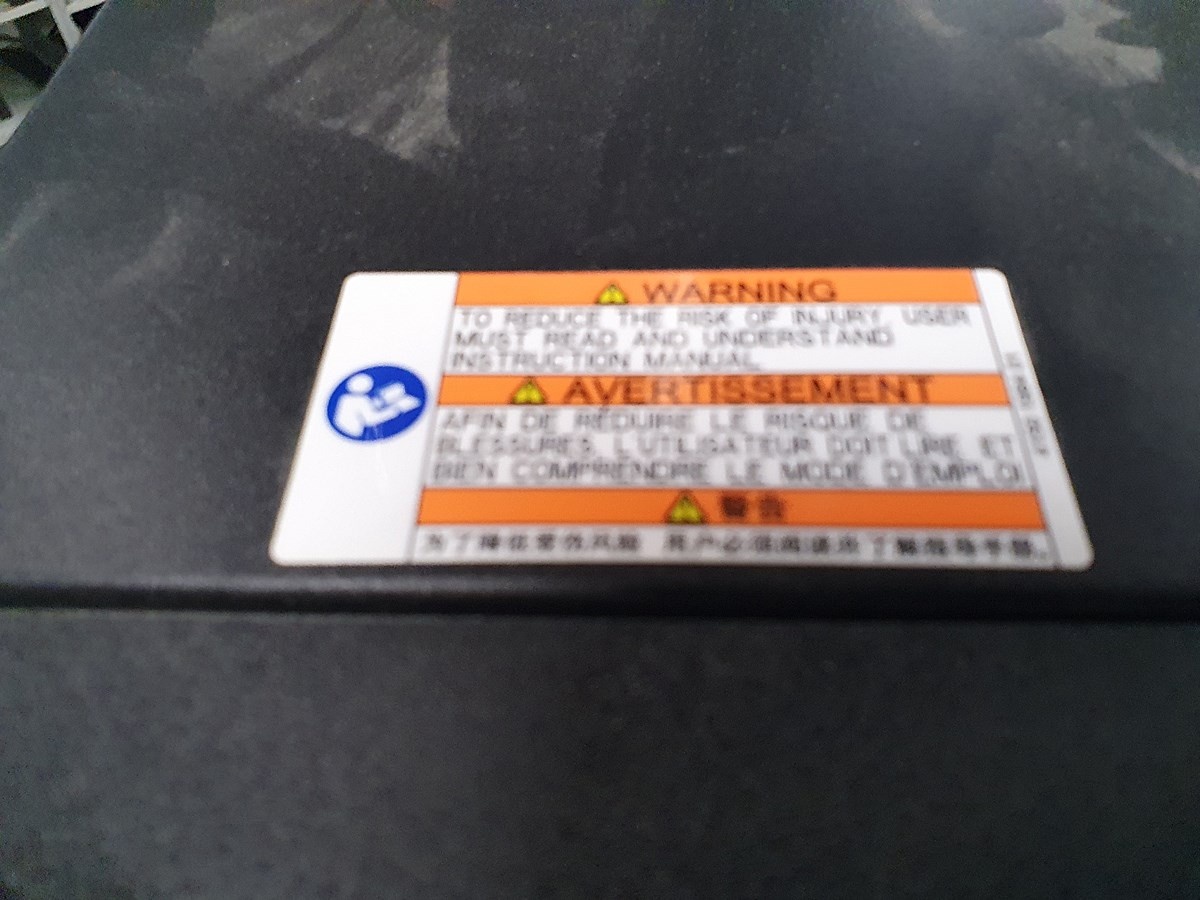 WARNING
TO REDUCE THE RISK OF INJURY, USER
MUST READ AND UNDERSTAND
INSTRUCTION MANUAL.
AVERTISSEMENT
AFIN DE RÉDUIRE LE RISQUE DE
BLESSURES, L'UTILISATEUR DOIT LIRE ET
BIEN COMPRENDRE LE MODE D'EMPLOI.
警告